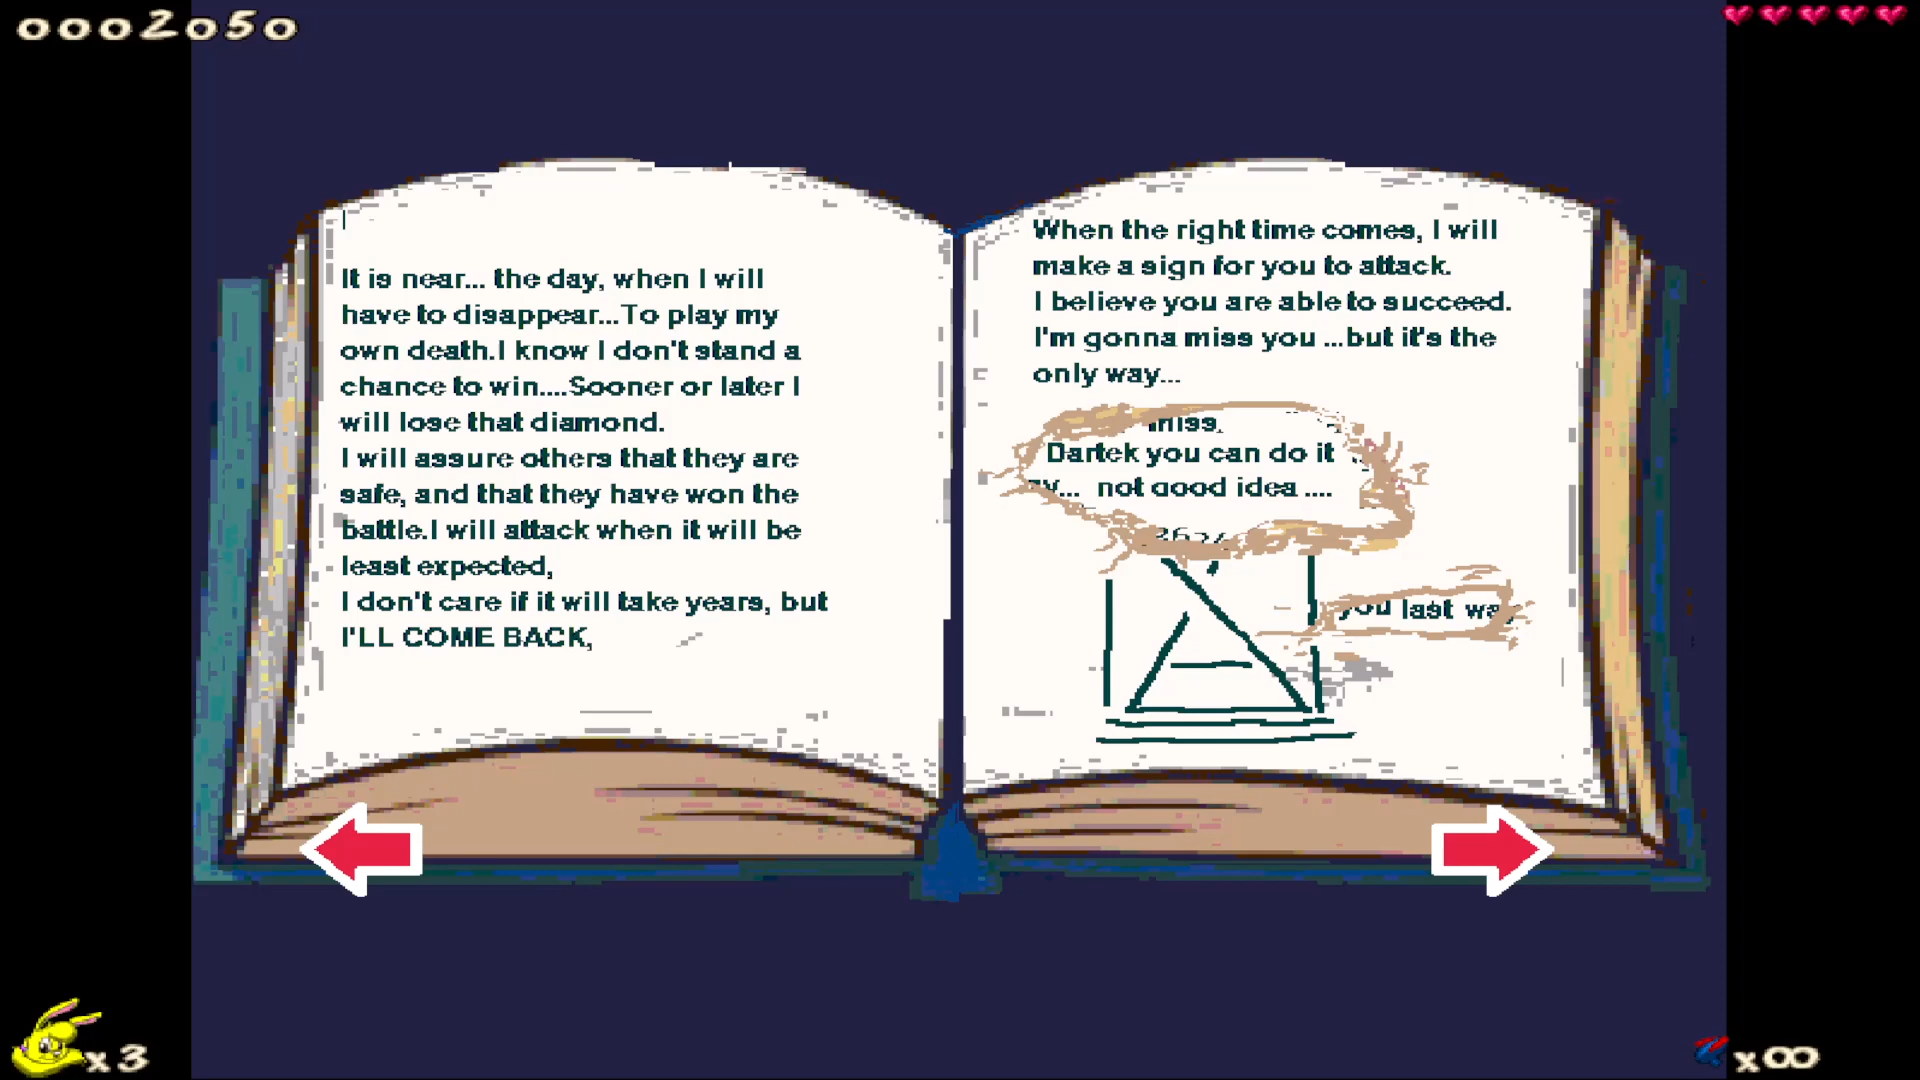 0002050
It is near... the day, when I will
have to disappear...To play my
own death.I know I don't stand a
chance to win....Sooner or later I
will lose that diamond.
I will assure others that they are
safe, and that they have won the
battle.I will attack when it will be
least expected,
I don't care if it will take years, but
I'LL COME BACK,
When the right time comes, I will
make a sign for you to attack.
I believe you are able to succeed.
I'm gonna miss you ...but it's the
only way...
miss,
Dartek you can do it
not good idea ....
you last way
x3
x∞